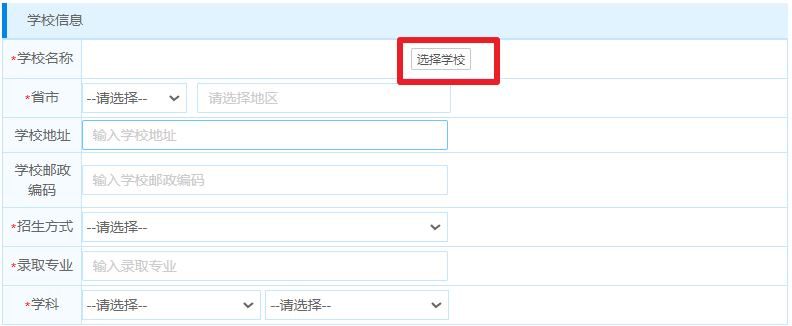 学校信息
*学校名称 选择学校
*省市 --请选择-- 请选择地区
学校地址 输入学校地址
学校邮政
编码 输入学校邮政编码
*招生方式 --请选择--
*录取专业 输入录取专业
*学科 --请选择-- --请选择--